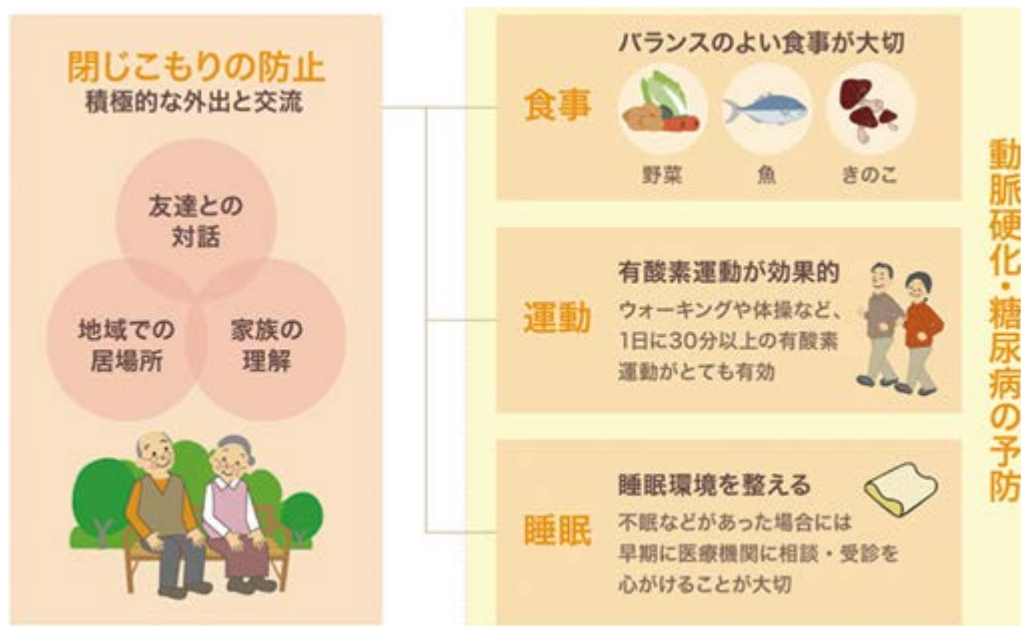 閉じこもりの防止
積極的な外出と交流
友達との
対話
地域での
居場所
家族の
理解
食事
バランスのよい食事が大切
野菜
魚
きのこ
運動
有酸素運動が効果的
ウォーキングや体操など、
1日に30分以上の有酸素
運動がとても有効
睡眠
睡眠環境を整える
不眠などがあった場合には
早期に医療機関に相談・受診を
心がけることが大切
動脈硬化・糖尿病の予防